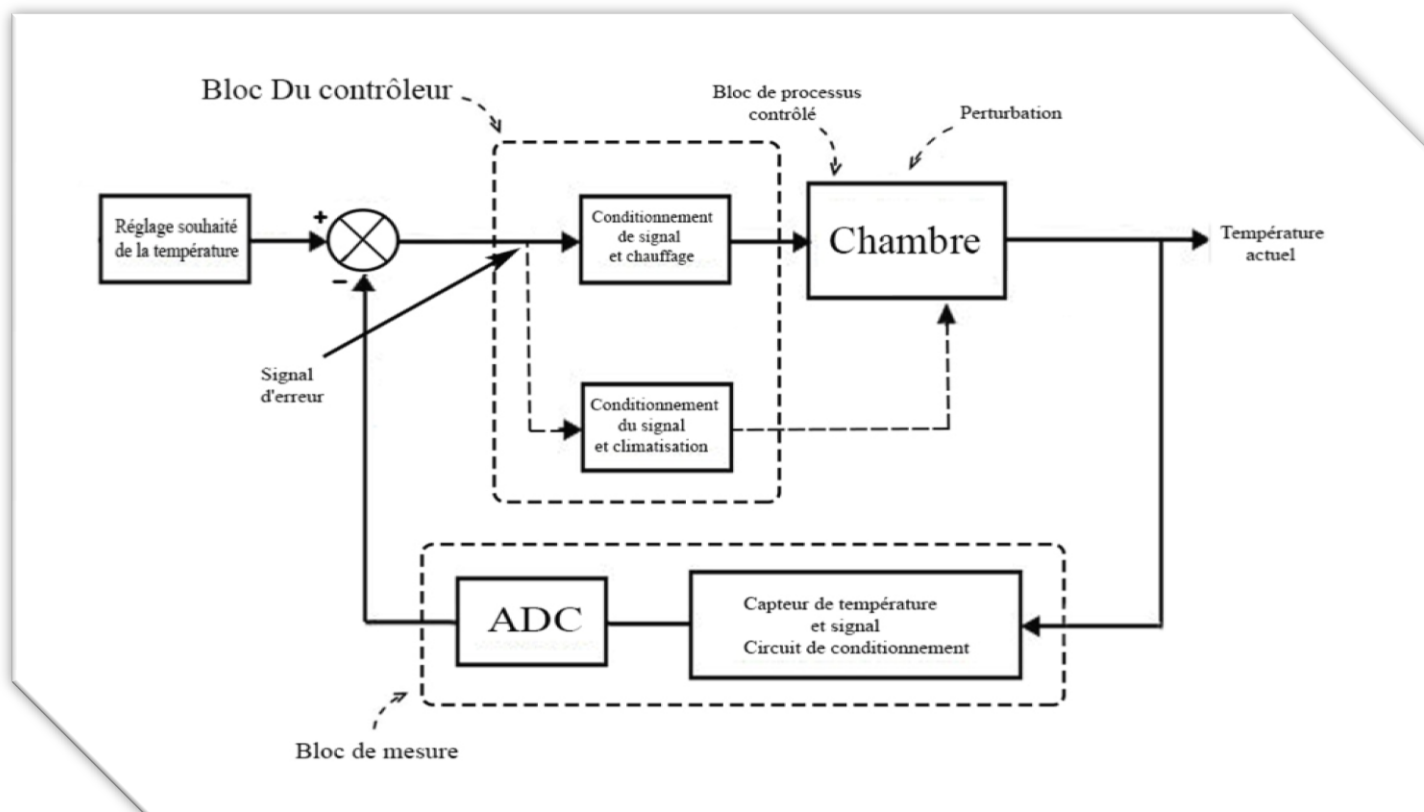 Bloc Du contrôleur
Bloc de processus
contrôlé
Perturbation
Réglage souhaité
de la température
+
−
Conditionnement
de signal
et chauffage
Chambre
Température
actuel
Signal
d'erreur
Conditionnement
du signal
et climatisation
ADC
Capteur de température
et signal
Circuit de conditionnement
Bloc de mesure